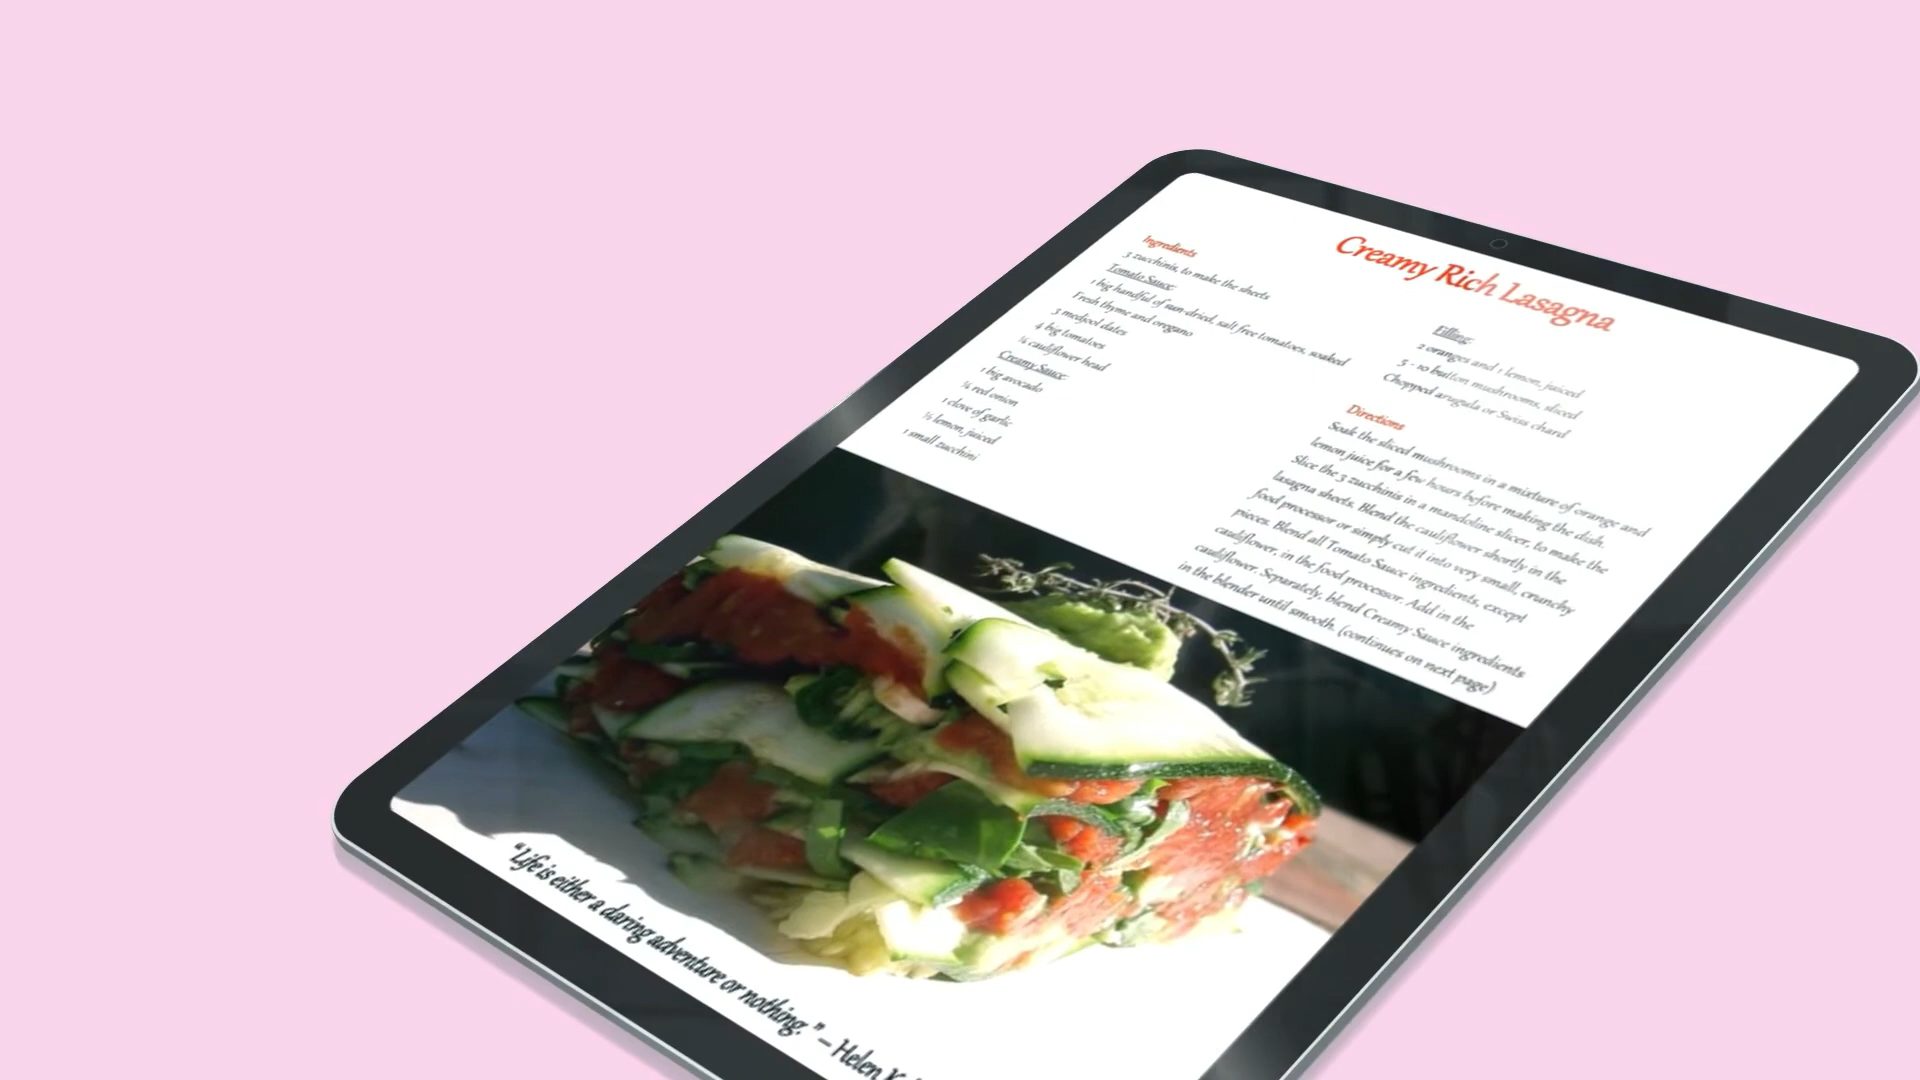 Creamy Rich Lasagna
Ingredients
3 zucchinis, to make the sheets
Tomato Sauce:
1 big handful of sun-dried, salt free tomatoes, soaked
Fresh thyme and oregano
3 medjool dates
4 big tomatoes
¼ cauliflower head
Creamy Sauce:
1 big avocado
¼ red onion
1 clove of garlic
½ lemon, juiced
1 small zucchini
Filling:
2 oranges and 1 lemon, juiced
5 - 10 button mushrooms, sliced
Chopped arugula or Swiss chard
Directions
Soak the sliced mushrooms in a mixture of orange and
lemon juice for a few hours before making the dish.
Slice the 3 zucchinis in a mandoline slicer, to make the
lasagna sheets. Blend the cauliflower shortly in the
food processor or simply cut it into very small, crunchy
pieces. Blend all Tomato Sauce ingredients, except
cauliflower, in the food processor. Add in the
cauliflower. Separately, blend Creamy Sauce ingredients
in the blender until smooth. (continues on next page)
“Life is either a daring adventure or nothing.” – Helen